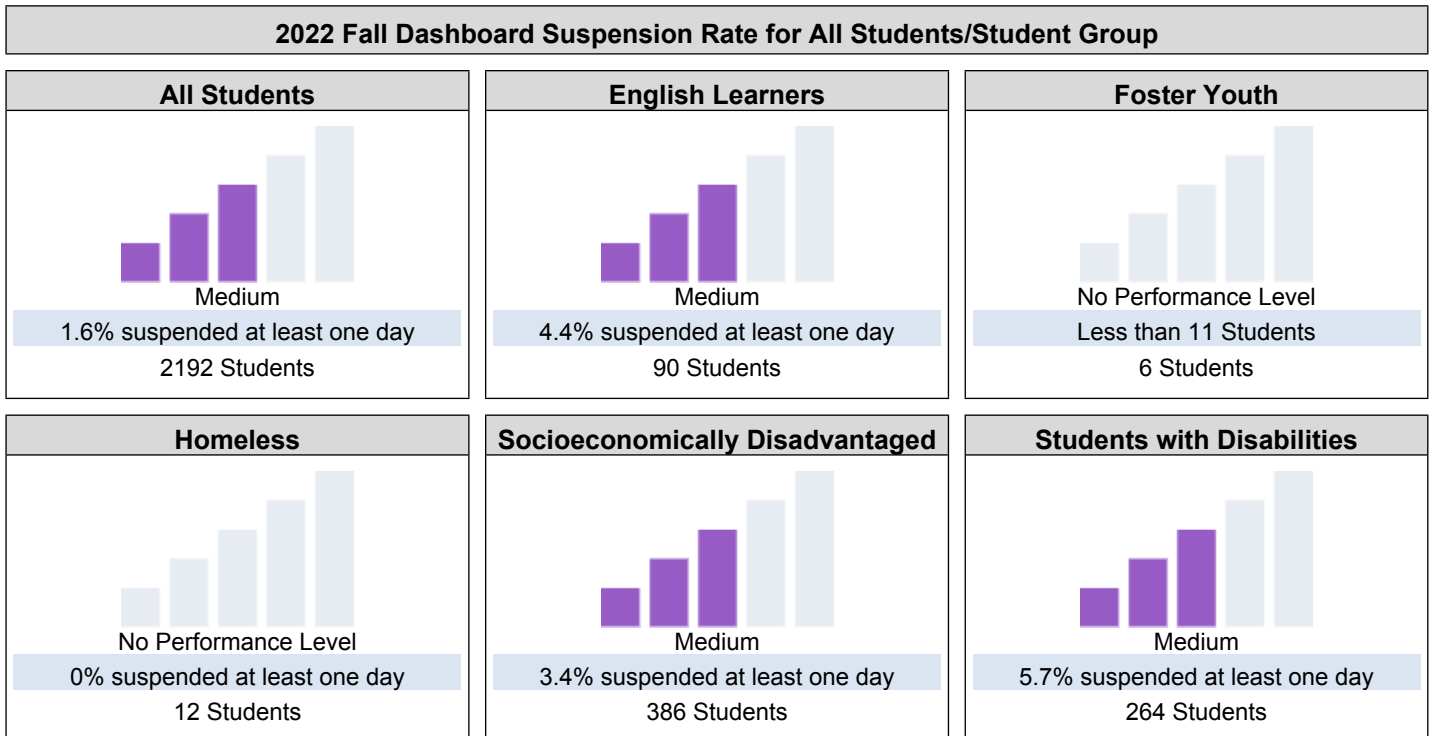 2022 Fall Dashboard Suspension Rate for All Students/Student Group
All Students
Medium
1.6% suspended at least one day
2192 Students
English Learners
Medium
4.4% suspended at least one day
90 Students
Foster Youth
No Performance Level
Less than 11 Students
6 Students
Homeless
No Performance Level
0% suspended at least one day
12 Students
Socioeconomically Disadvantaged
Medium
3.4% suspended at least one day
386 Students
Students with Disabilities
Medium
5.7% suspended at least one day
264 Students